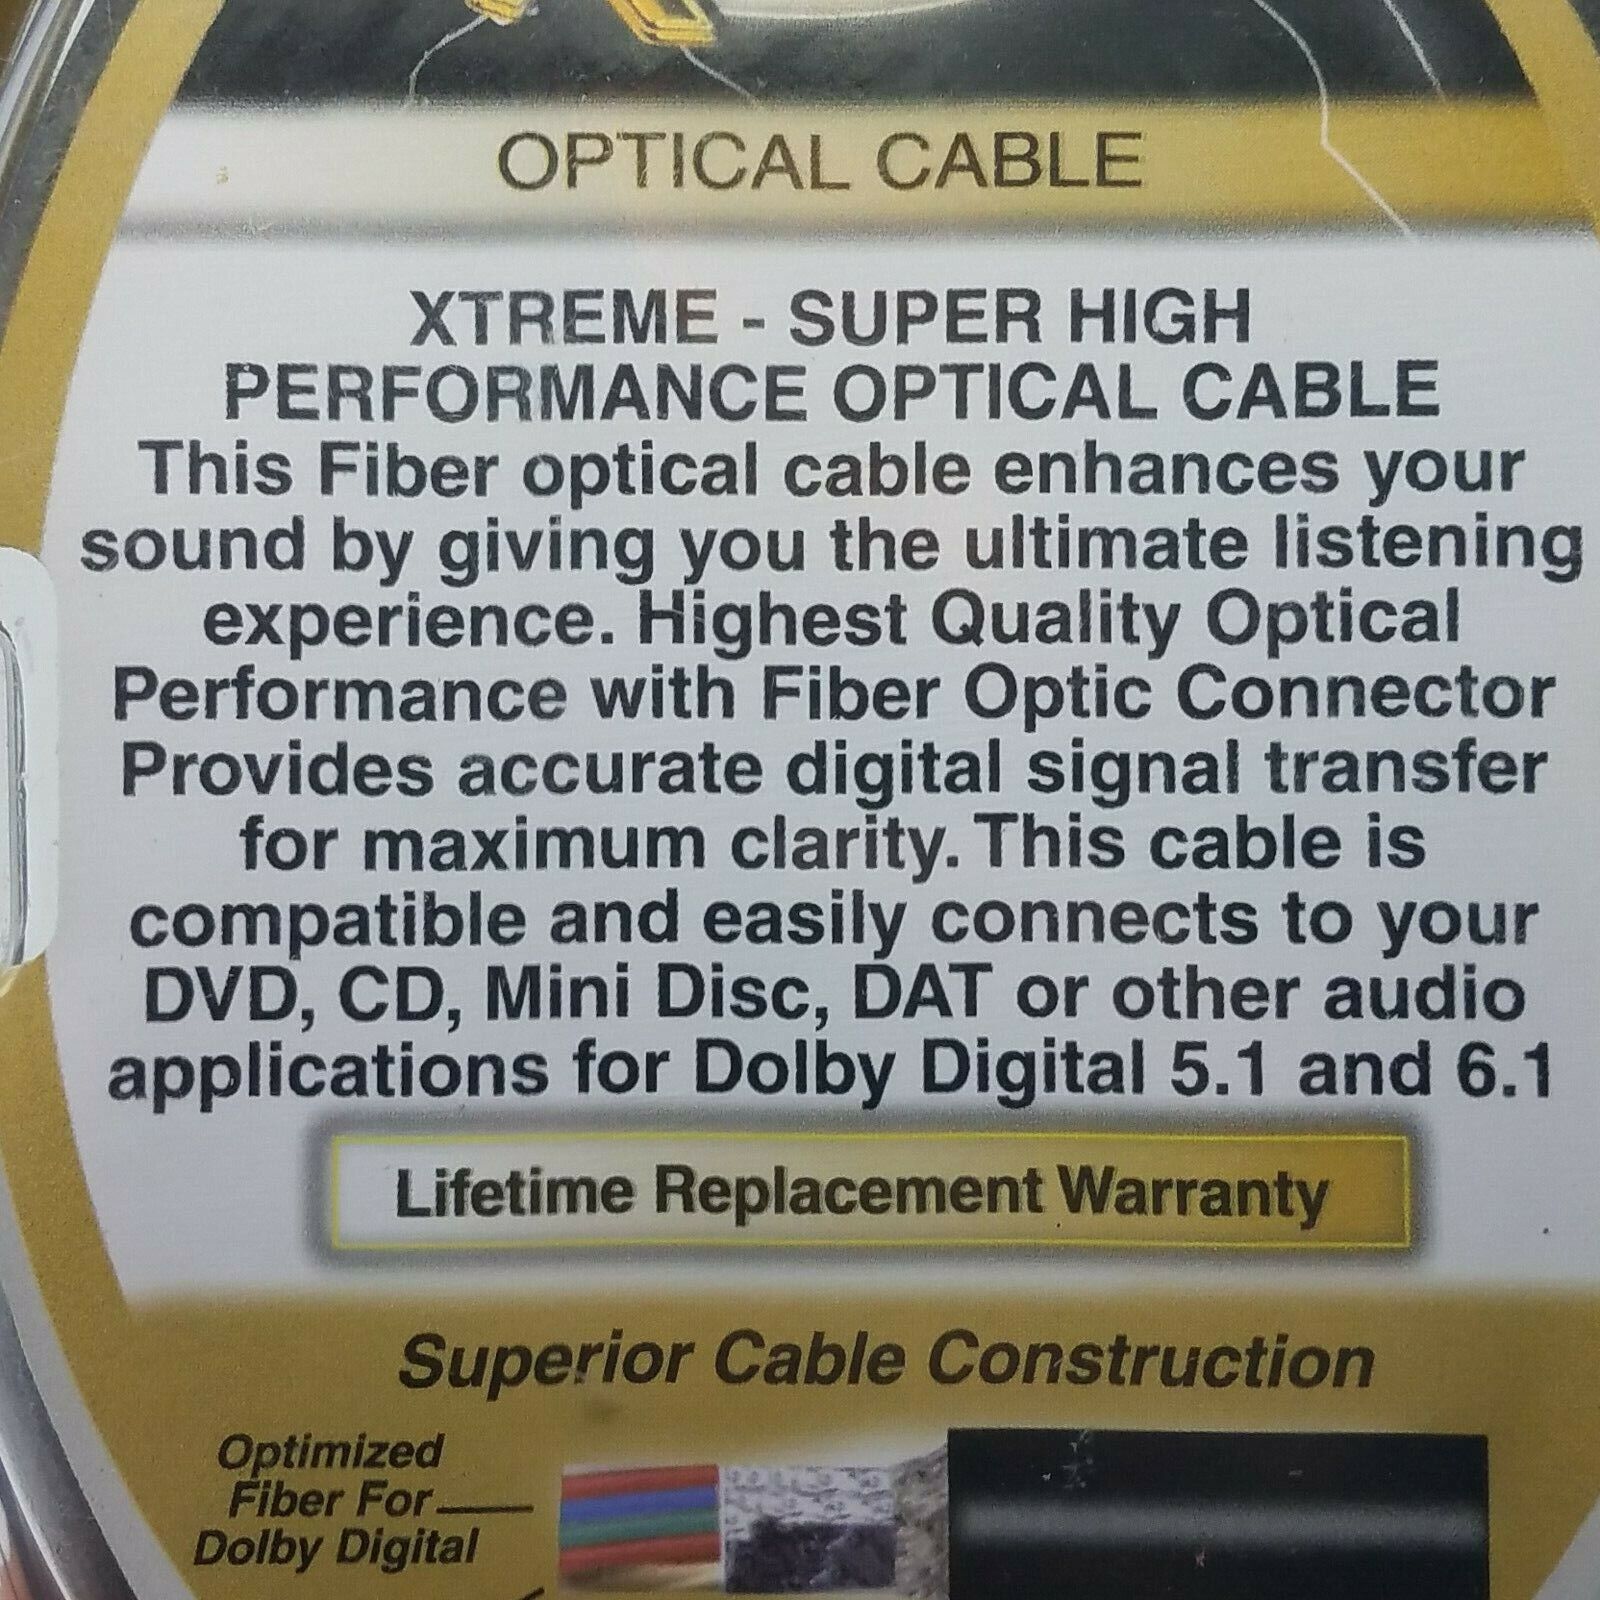 OPTICAL CABLE
XTREME - SUPER HIGH
PERFORMANCE OPTICAL CABLE
This Fiber optical cable enhances your
sound by giving you the ultimate listening
experience. Highest Quality Optical
Performance with Fiber Optic Connector
Provides accurate digital signal transfer
for maximum clarity. This cable is
compatible and easily connects to your
DVD, CD, Mini Disc, DAT or other audio
applications for Dolby Digital 5.1 and 6.1
Lifetime Replacement Warranty
Superior Cable Construction
Optimized
Fiber For
Dolby Digital